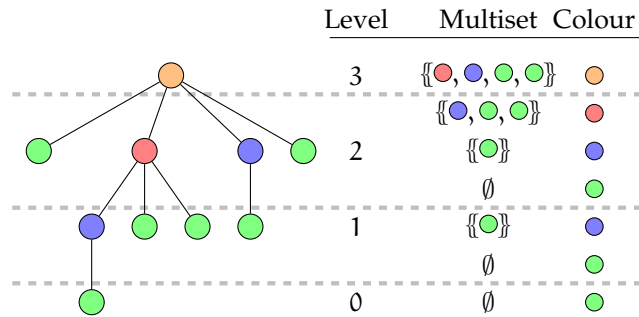 Level Multiset Colour
3 {{ , , , }}
{{ , , }}
2 {{ }}
∅
1 {{ }}
∅
0 ∅